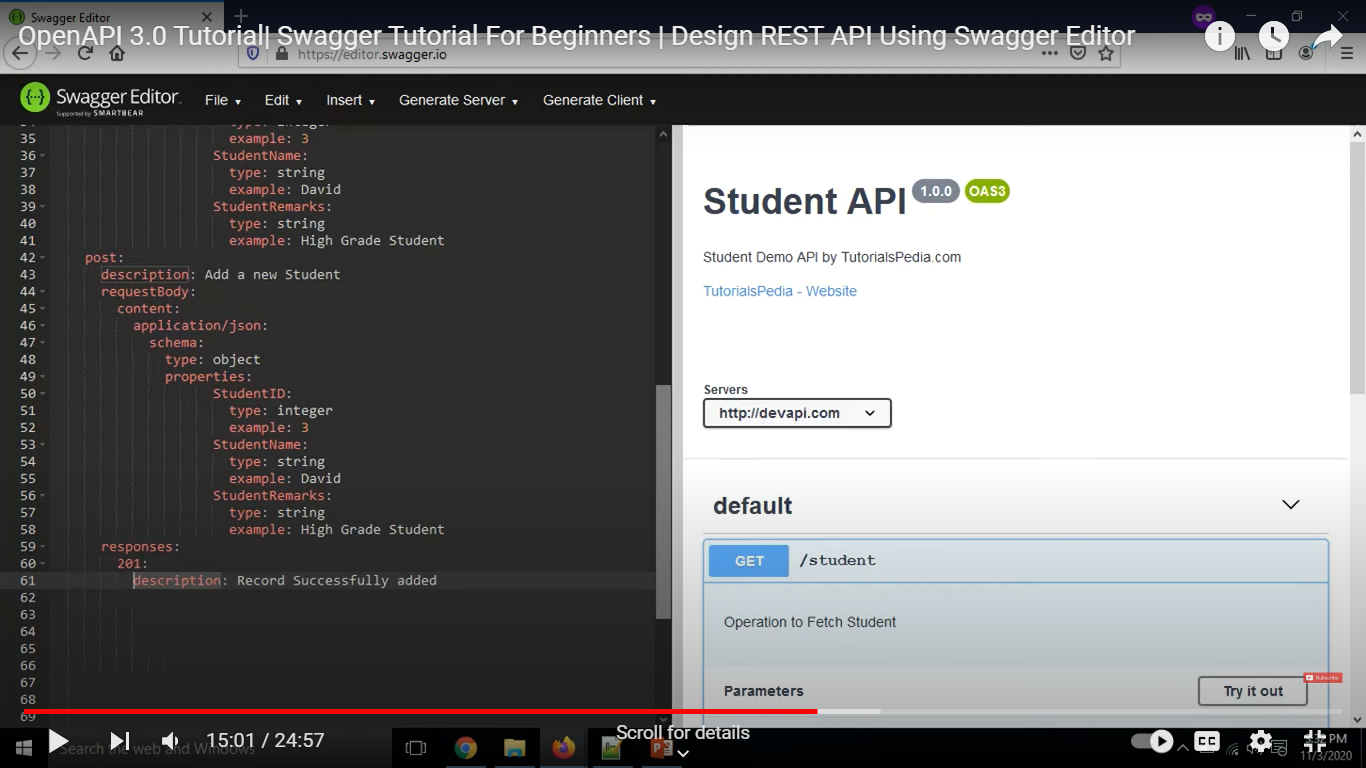 Swagger Editor
OpenAPI 3.0 Tutorial| Swagger Tutorial For Beginners | Design REST API Using Swagger Editor
https://editor.swagger.io
Swagger Editor
Supported by SMARTBEAR
File
Edit
Insert
Generate Server
Generate Client
35 example: 3
36 StudentName:
37 type: string
38 example: David
39 StudentRemarks:
40 type: string
41 example: High Grade Student
42 post:
43 description: Add a new Student
44 requestBody:
45 content:
46 application/json:
47 schema:
48 type: object
49 properties:
50 StudentID:
51 type: integer
52 example: 3
53 StudentName:
54 type: string
55 example: David
56 StudentRemarks:
57 type: string
58 example: High Grade Student
59 responses:
60 201:
61 description: Record Successfully added
62
63
64
65
66
67
68
69
Student API 1.0.0 OAS3
Student Demo API by TutorialsPedia.com
TutorialsPedia - Website
Servers
http://devapi.com
default
GET /student
Operation to Fetch Student
Parameters
Try it out
Subscribe
Scroll for details
15:01 / 24:57
Search the web and Windows
CC
PM
11/3/2020